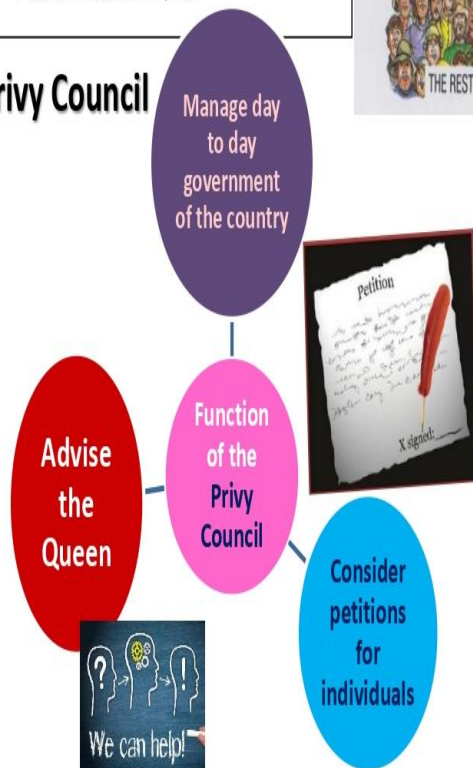 rivy Council
THE REST
Manage day
to day
government
of the country
Petition
X signed:
Function
of the
Privy
Council
Advise
the
Queen
Consider
petitions
for
individuals
?
!
We can help!